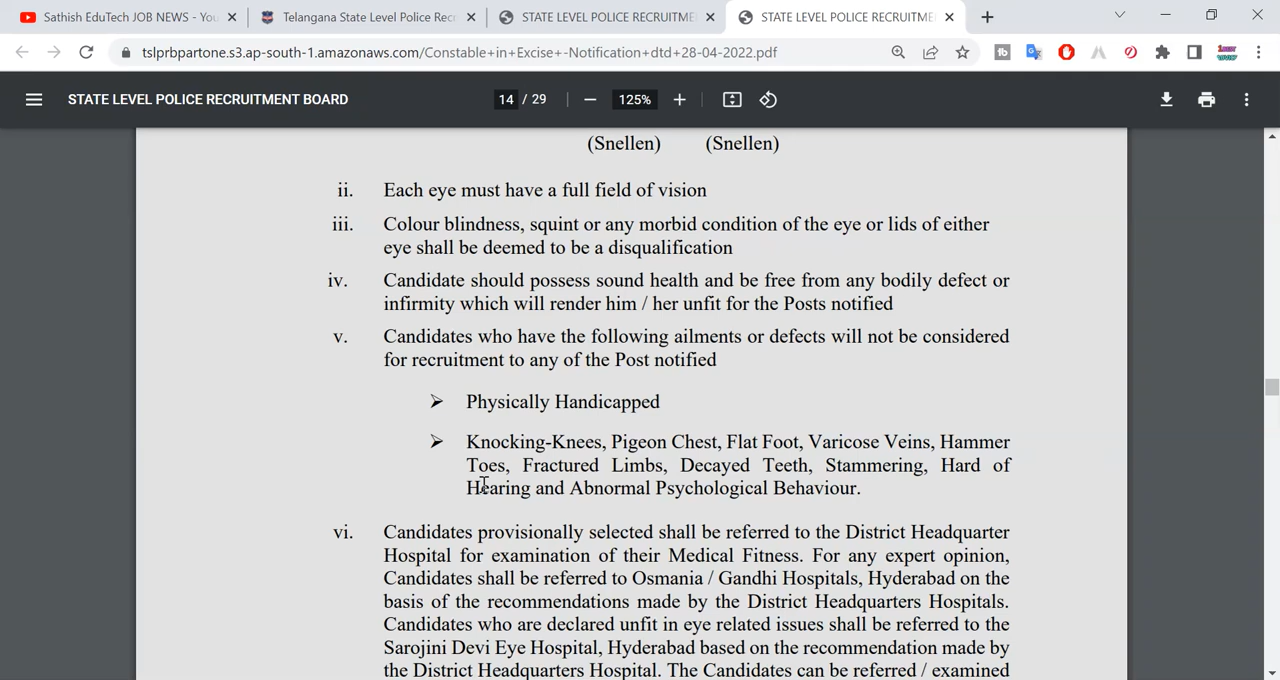 Sathish EduTech JOB NEWS - You
Telangana State Level Police Rec
STATE LEVEL POLICE RECRUITME
STATE LEVEL POLICE RECRUITME
tslprbpartone.s3.ap-south-1.amazonaws.com/Constable+in+Excise+-Notification+dtd+28-04-2022.pdf
STATE LEVEL POLICE RECRUITMENT BOARD
14 / 29
125%
(Snellen) (Snellen)
ii. Each eye must have a full field of vision
iii. Colour blindness, squint or any morbid condition of the eye or lids of either
eye shall be deemed to be a disqualification
iv. Candidate should possess sound health and be free from any bodily defect or
infirmity which will render him / her unfit for the Posts notified
v. Candidates who have the following ailments or defects will not be considered
for recruitment to any of the Post notified
➢ Physically Handicapped
➢ Knocking-Knees, Pigeon Chest, Flat Foot, Varicose Veins, Hammer
Toes, Fractured Limbs, Decayed Teeth, Stammering, Hard of
Hearing and Abnormal Psychological Behaviour.
vi. Candidates provisionally selected shall be referred to the District Headquarter
Hospital for examination of their Medical Fitness. For any expert opinion,
Candidates shall be referred to Osmania / Gandhi Hospitals, Hyderabad on the
basis of the recommendations made by the District Headquarters Hospitals.
Candidates who are declared unfit in eye related issues shall be referred to the
Sarojini Devi Eye Hospital, Hyderabad based on the recommendation made by
the District Headquarters Hospital. The Candidates can be referred / examined